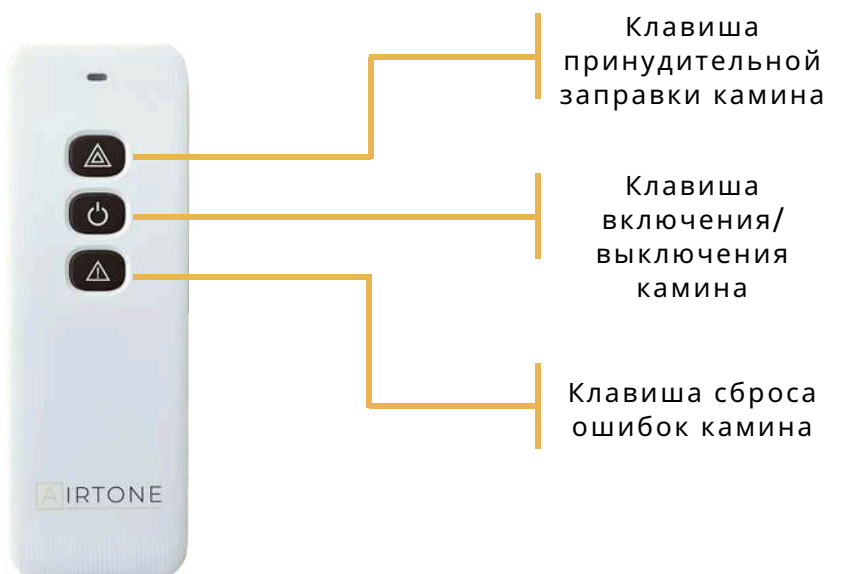 Клавиша
принудительной
заправки камина
Клавиша
включения/
выключения
камина
Клавиша сброса
ошибок камина
AIRTONE